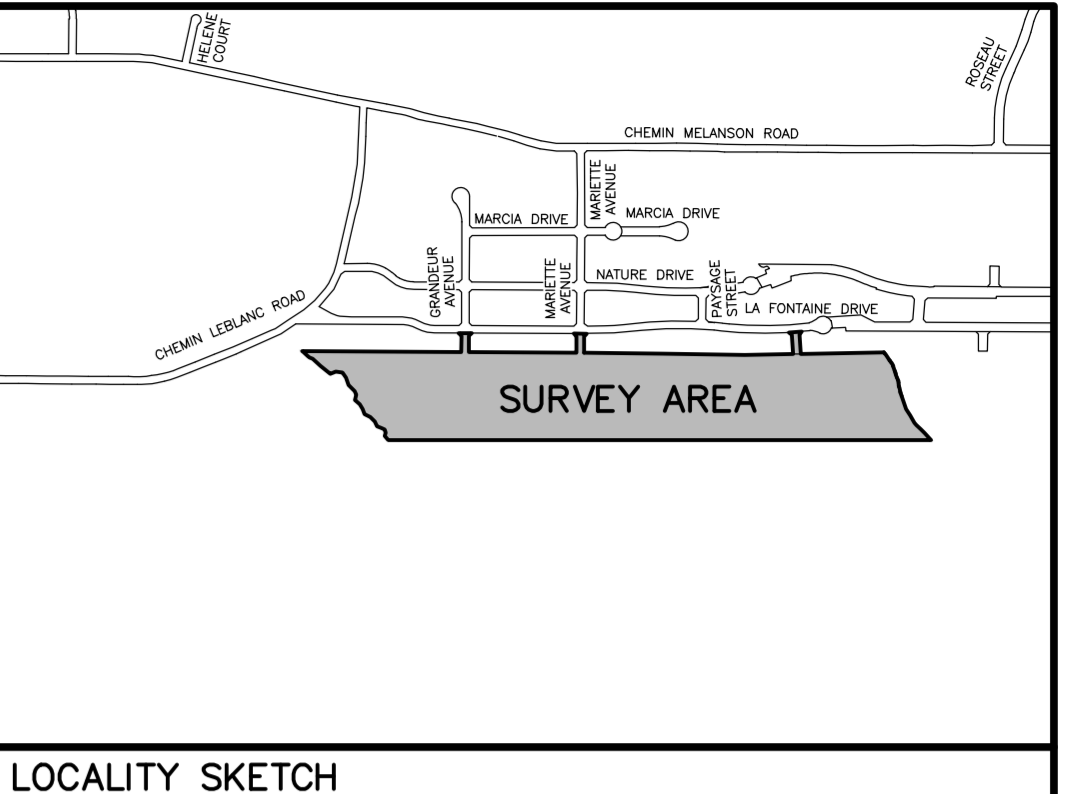 HELENE
COURT
ROSEAU
STREET
CHEMIN MELANSON ROAD
MARIETTE
AVENUE
MARCIA DRIVE
MARCIA DRIVE
GRANDEUR
AVENUE
MARIETTE
AVENUE
NATURE DRIVE
PAYSAGE
STREET
LA FONTAINE DRIVE
CHEMIN LEBLANC ROAD
SURVEY AREA
LOCALITY SKETCH